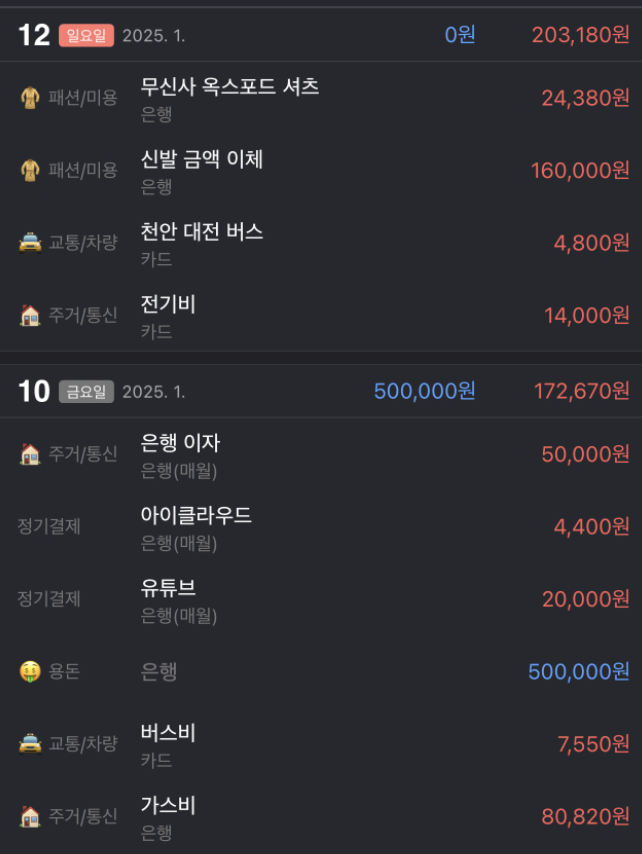 12 일요일 2025. 1. 0원 203,180원
패션/미용 무신사 옥스포드 셔츠 24,380원
은행
패션/미용 신발 금액 이체 160,000원
은행
교통/차량 천안 대전 버스 4,800원
카드
주거/통신 전기비 14,000원
카드
10 금요일 2025. 1. 500,000원 172,670원
주거/통신 은행 이자 50,000원
은행(매월)
정기결제 아이클라우드 4,400원
은행(매월)
정기결제 유튜브 20,000원
은행(매월)
용돈 은행 500,000원
교통/차량 버스비 7,550원
카드
주거/통신 가스비 80,820원
은행